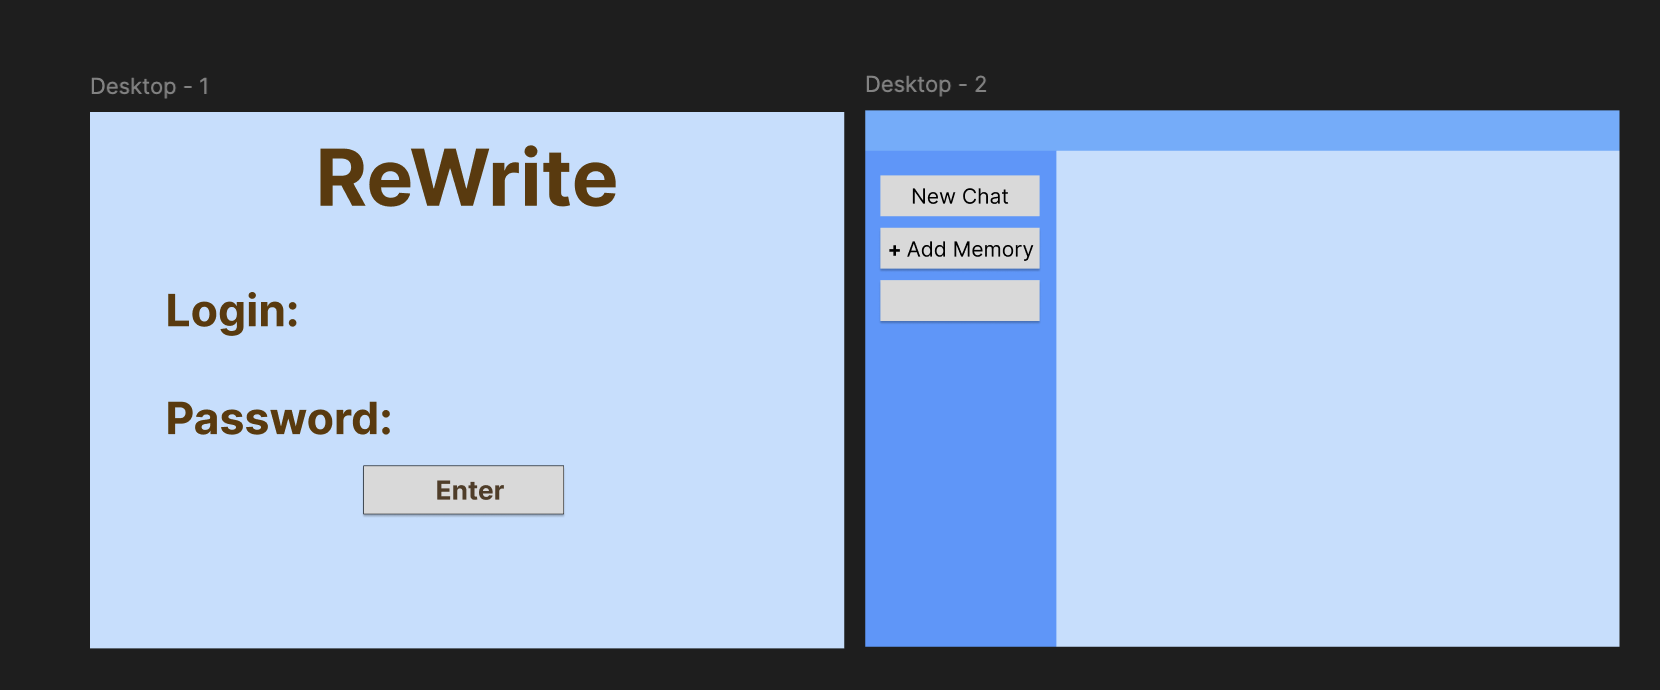 Desktop - 1
ReWrite
Login:
Password:
Enter
Desktop - 2
New Chat
+ Add Memory